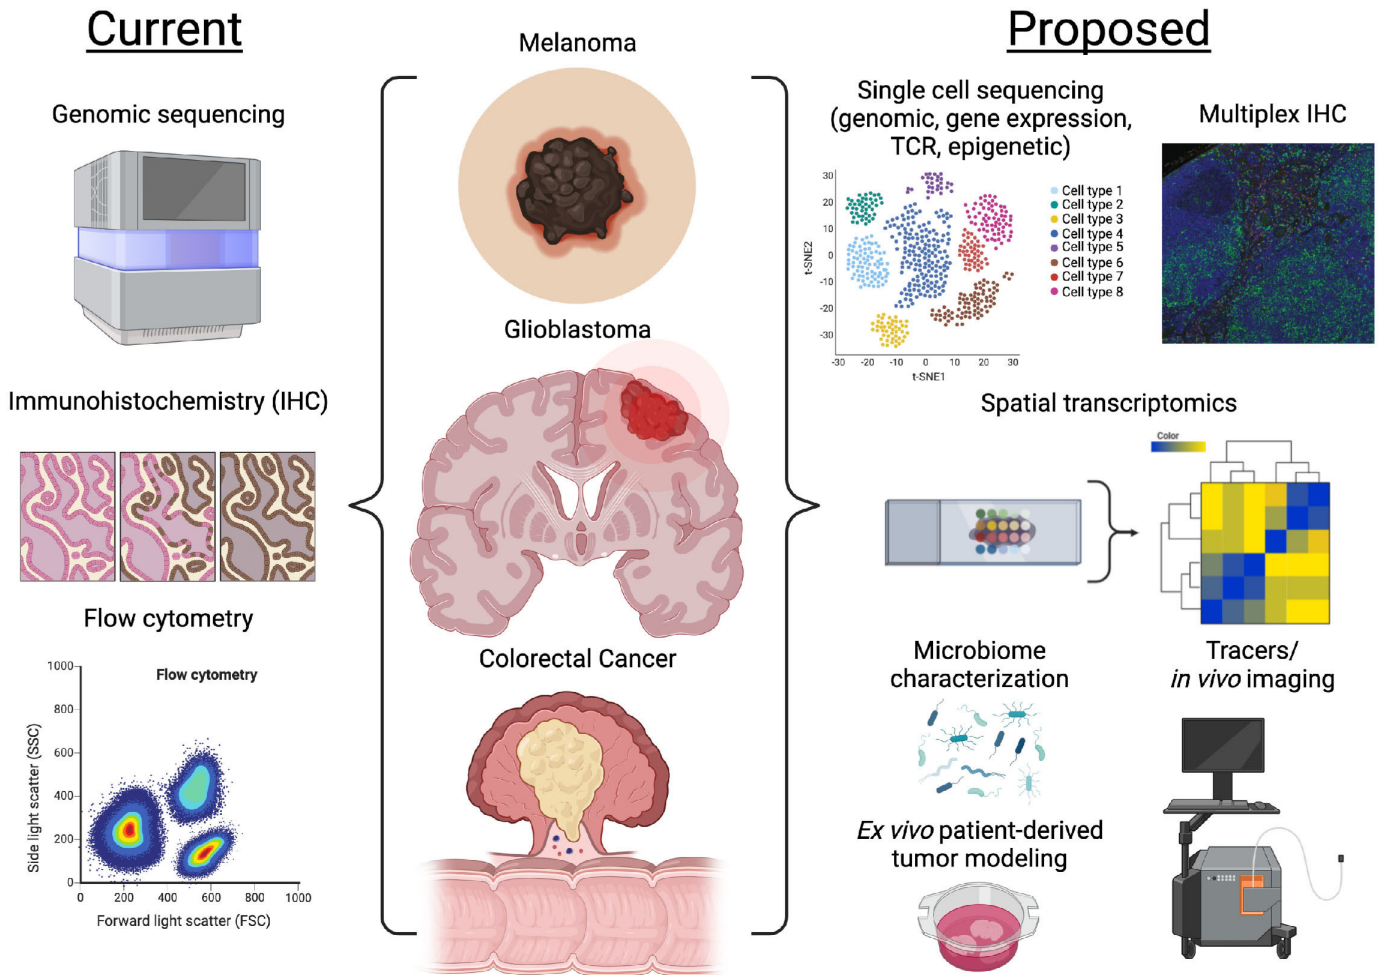 Current
Genomic sequencing
Immunohistochemistry (IHC)
Flow cytometry
Flow cytometry
1000
800
600
400
200
0
Side light scatter (SSC)
0 200 400 600 800 1000
Forward light scatter (FSC)
Melanoma
Glioblastoma
Colorectal Cancer
Proposed
Single cell sequencing
(genomic, gene expression,
TCR, epigenetic)
30
20
10
0
-10
-20
-30
t-SNE2
-30 -20 -10 0 10 20 30
t-SNE1
Cell type 1
Cell type 2
Cell type 3
Cell type 4
Cell type 5
Cell type 6
Cell type 7
Cell type 8
Multiplex IHC
Spatial transcriptomics
Color
Microbiome
characterization
Tracers/
in vivo imaging
Ex vivo patient-derived
tumor modeling